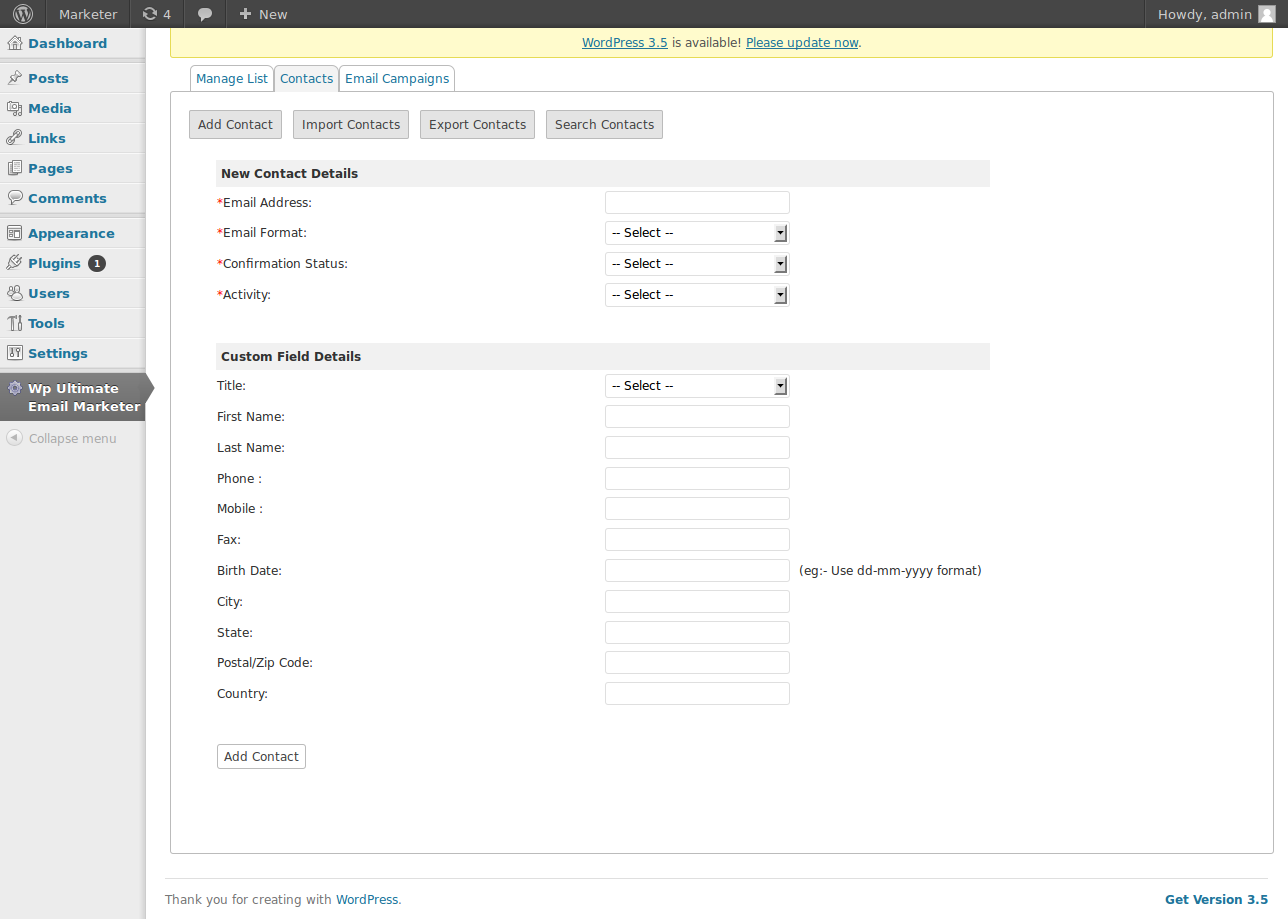 Marketer 4 + New Howdy, admin
WordPress 3.5 is available! Please update now.
Dashboard
Posts
Media
Links
Pages
Comments
Appearance
Plugins 1
Users
Tools
Settings
Wp Ultimate
Email Marketer
Collapse menu
Manage List Contacts Email Campaigns
Add Contact Import Contacts Export Contacts Search Contacts
New Contact Details
*Email Address:
*Email Format: -- Select --
*Confirmation Status: -- Select --
*Activity: -- Select --
Custom Field Details
Title: -- Select --
First Name:
Last Name:
Phone :
Mobile :
Fax:
Birth Date: (eg:- Use dd-mm-yyyy format)
City:
State:
Postal/Zip Code:
Country:
Add Contact
Thank you for creating with WordPress. Get Version 3.5